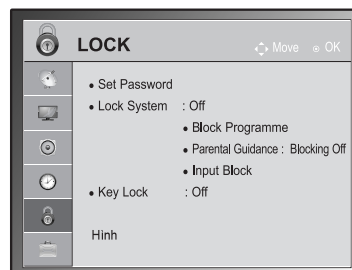 LOCK
Move OK
• Set Password
• Lock System : Off
• Block Programme
• Parental Guidance : Blocking Off
• Input Block
• Key Lock : Off
Hình